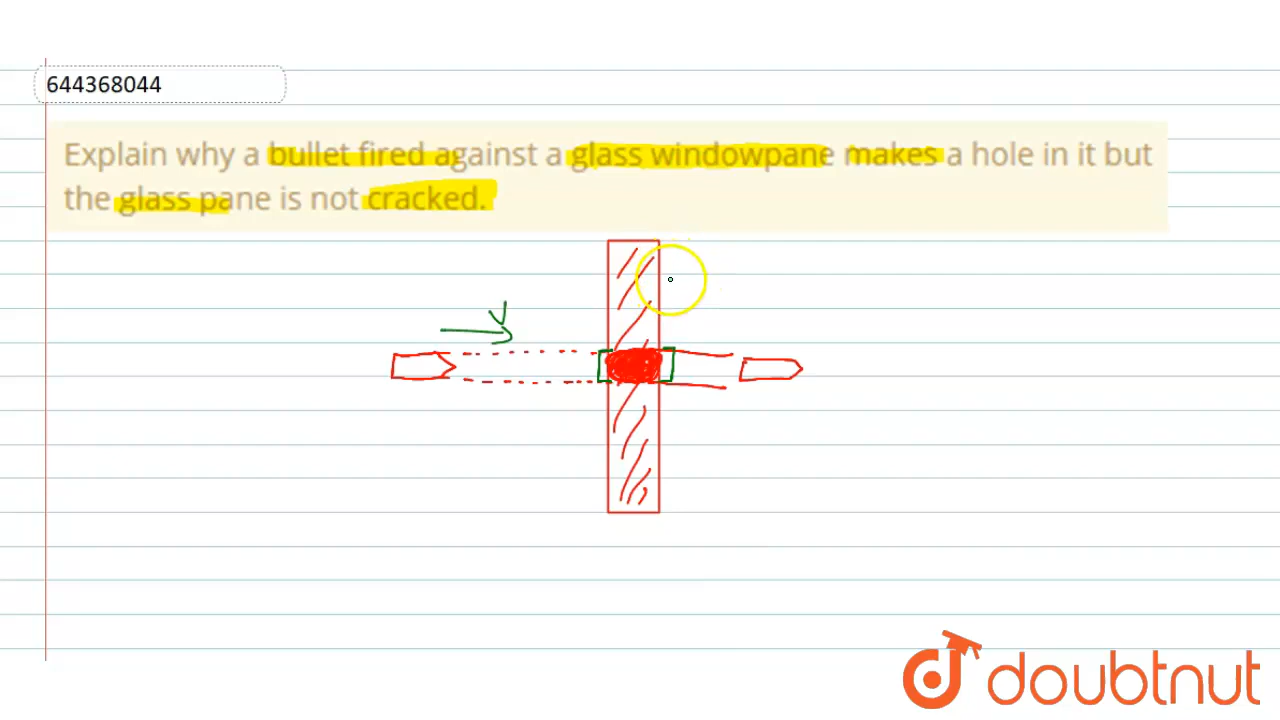 644368044
Explain why a bullet fired against a glass windowpane makes a hole in it but
the glass pane is not cracked.
V
doubtnut